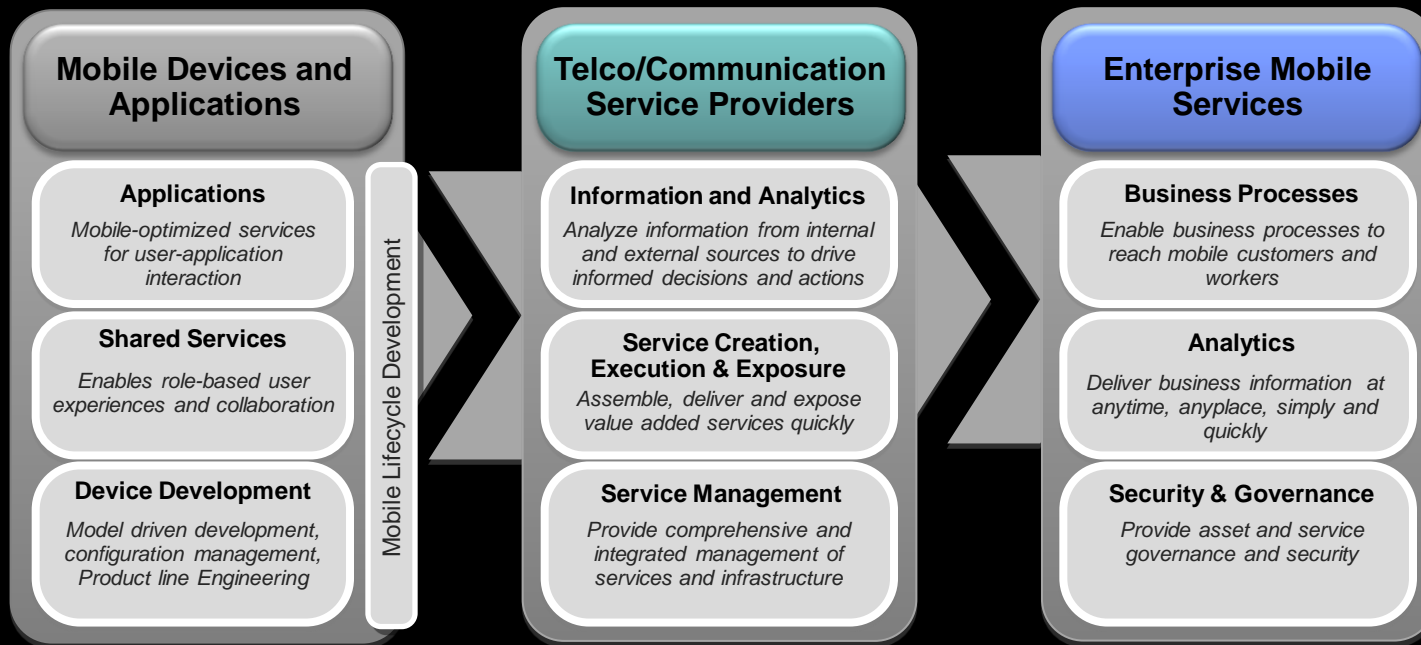 Mobile Devices and
Applications
Applications
Mobile-optimized services
for user-application
interaction
Shared Services
Enables role-based user
experiences and collaboration
Device Development
Model driven development,
configuration management,
Product line Engineering
Mobile Lifecycle Development
Telco/Communication
Service Providers
Information and Analytics
Analyze information from internal
and external sources to drive
informed decisions and actions
Service Creation,
Execution & Exposure
Assemble, deliver and expose
value added services quickly
Service Management
Provide comprehensive and
integrated management of
services and infrastructure
Enterprise Mobile
Services
Business Processes
Enable business processes to
reach mobile customers and
workers
Analytics
Deliver business information at
anytime, anyplace, simply and
quickly
Security & Governance
Provide asset and service
governance and security